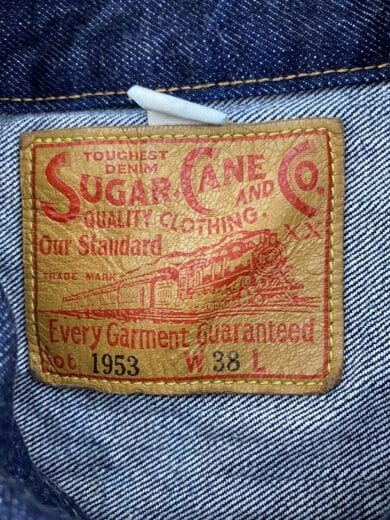 TOUGHEST
DENIM
SUGAR CANE AND CO.
QUALITY CLOTHING.
Our Standard
XX
TRADE MARK
Every Garment Guaranteed
Lot 1953 W 38 L